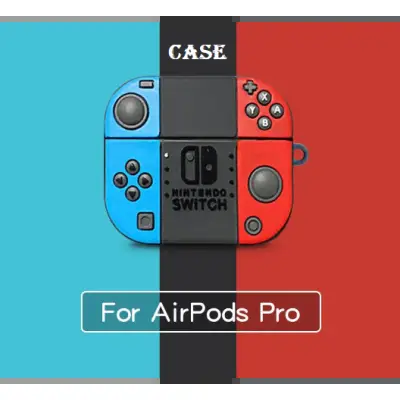 CASE
X
Y
A
B
NINTENDO
SWITCH
For AirPods Pro